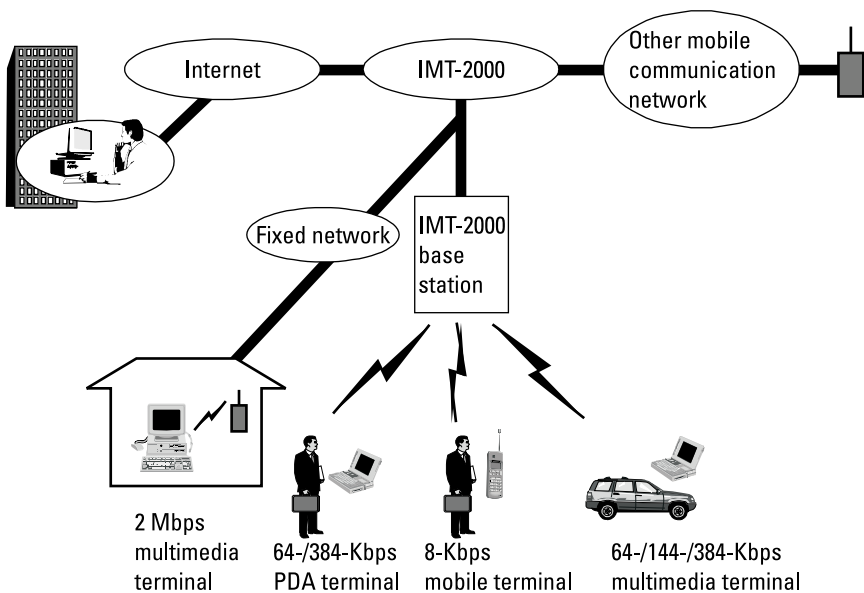 Internet
IMT-2000
Other mobile
communication
network
Fixed network
IMT-2000
base
station
2 Mbps
multimedia
terminal
64-/384-Kbps
PDA terminal
8-Kbps
mobile terminal
64-/144-/384-Kbps
multimedia terminal